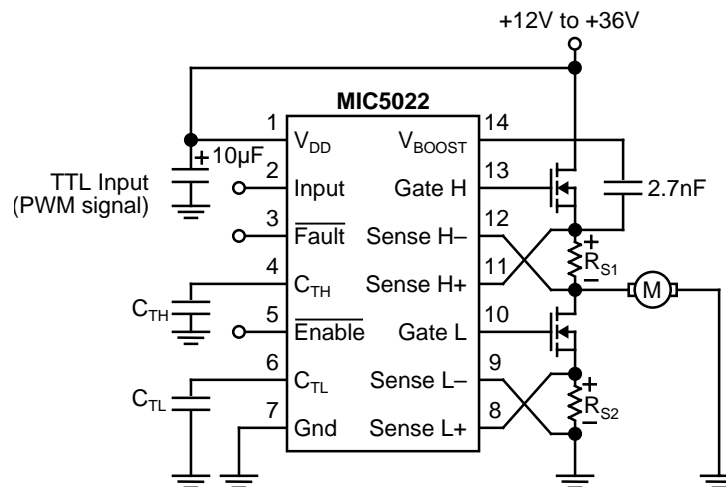 +12V to +36V
MIC5022
1 14
VDD VBOOST
+ 10µF
TTL Input
(PWM signal)
2 13
Input Gate H
2.7nF
3 12
Fault Sense H–
+
RS1
–
4 11
CTH Sense H+
CTH
M
5 10
Enable Gate L
6 9
CTL Sense L–
CTL
+
RS2
–
7 8
Gnd Sense L+